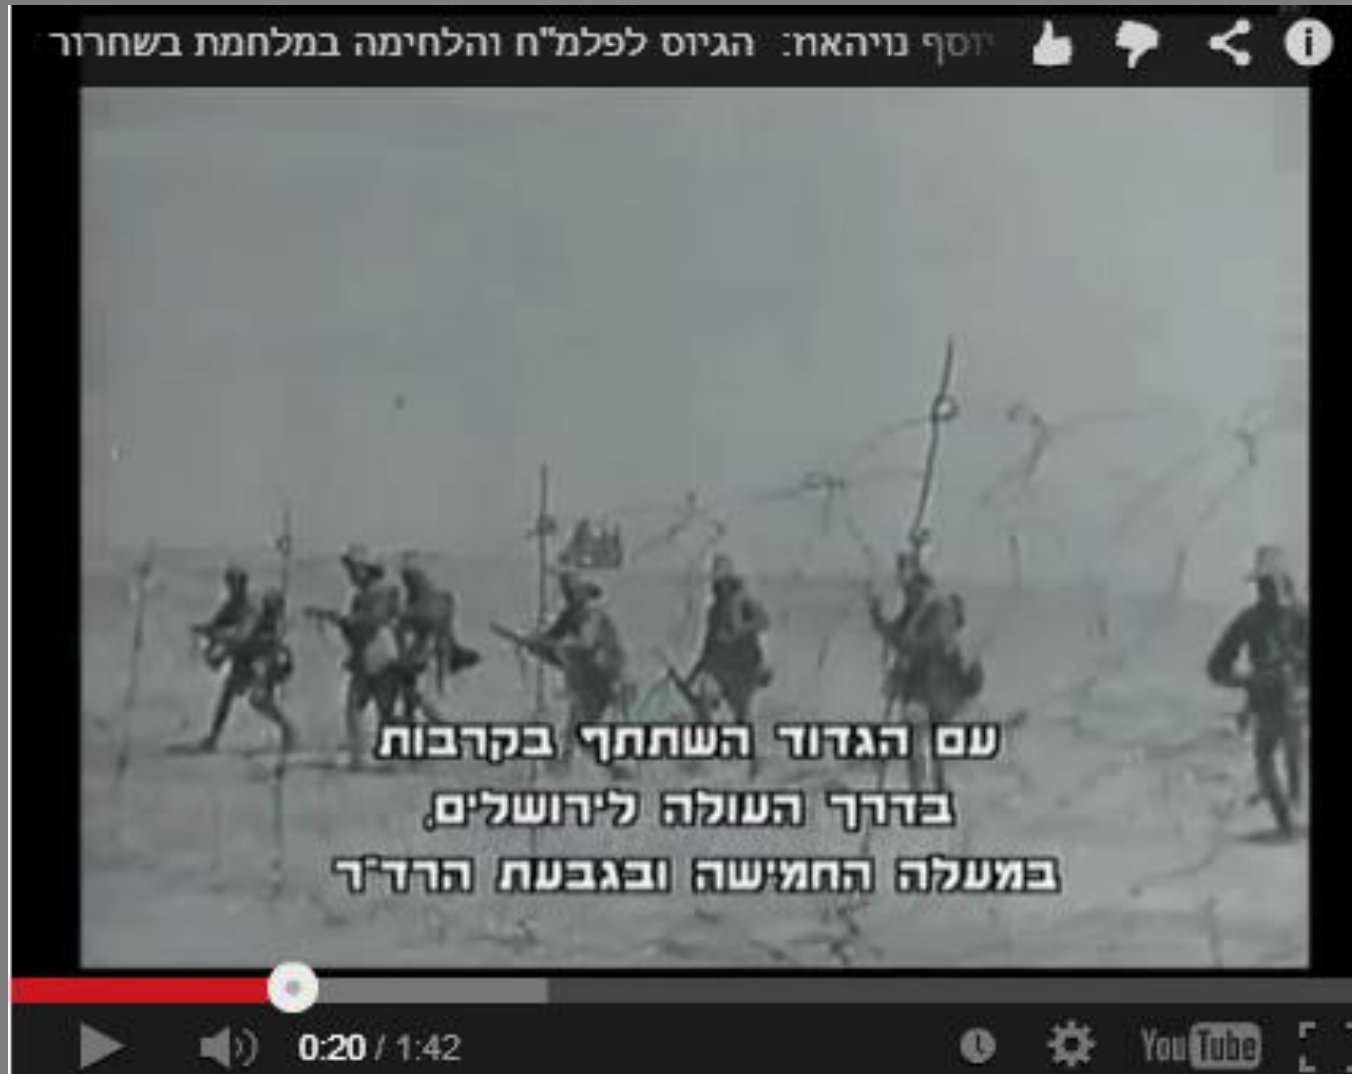 יוסף נויהאוז: הגיוס לפלמ"ח והלחימה במלחמת בשחרור
עם הגדוד השתתף בקרבות
בדרך העולה לירושלים,
במעלה החמישה ובגבעת הרד"ר
0:20 / 1:42
YouTube